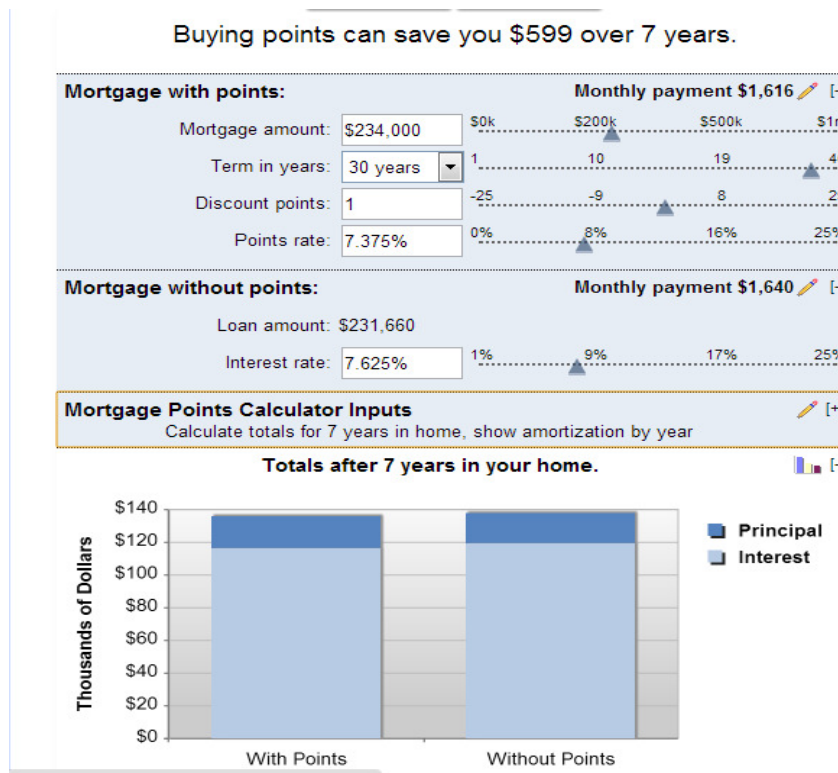 Buying points can save you $599 over 7 years.
Mortgage with points: Monthly payment $1,616
Mortgage amount: $234,000 $0k $200k $500k
Term in years: 30 years 1 10 19
Discount points: 1 -25 -9 8
Points rate: 7.375% 0% 8% 16% 25%
Mortgage without points: Monthly payment $1,640
Loan amount: $231,660
Interest rate: 7.625% 1% 9% 17% 25%
Mortgage Points Calculator Inputs [+
Calculate totals for 7 years in home, show amortization by year
Totals after 7 years in your home.
$140
$120
$100
$80
$60
$40
$20
$0
Thousands of Dollars
Principal
Interest
With Points Without Points